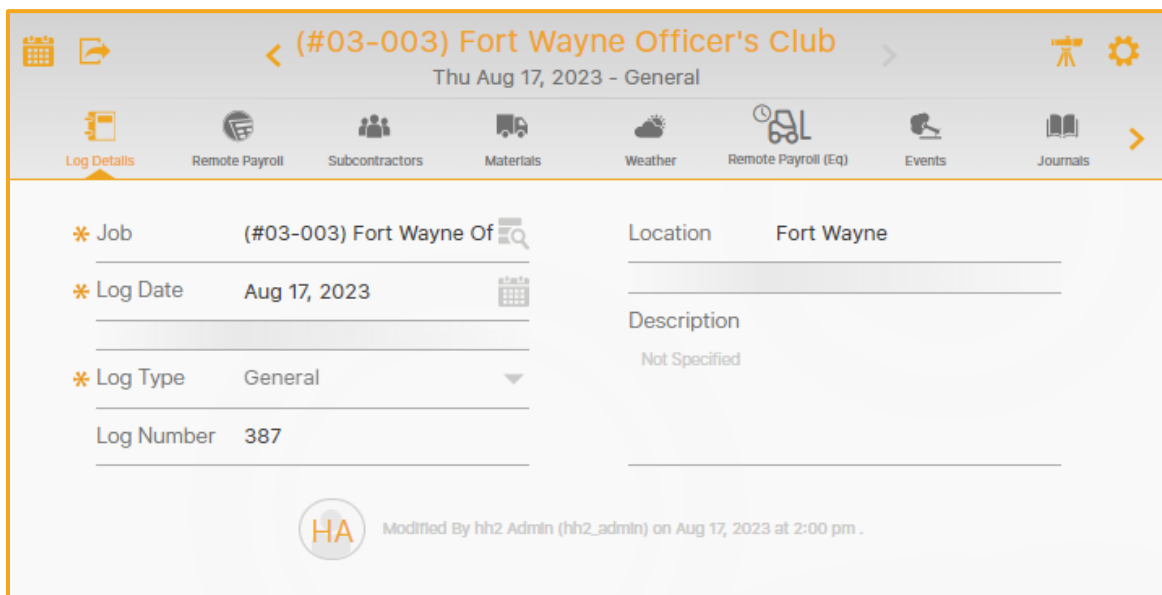 (#03-003) Fort Wayne Officer's Club
Thu Aug 17, 2023 - General
Log Details
Remote Payroll
Subcontractors
Materials
Weather
Remote Payroll (Eq)
Events
Journals
* Job (#03-003) Fort Wayne Of
Location Fort Wayne
* Log Date Aug 17, 2023
Description
Not Specified
* Log Type General
Log Number 387
HA Modified By hh2 Admin (hh2_admin) on Aug 17, 2023 at 2:00 pm .